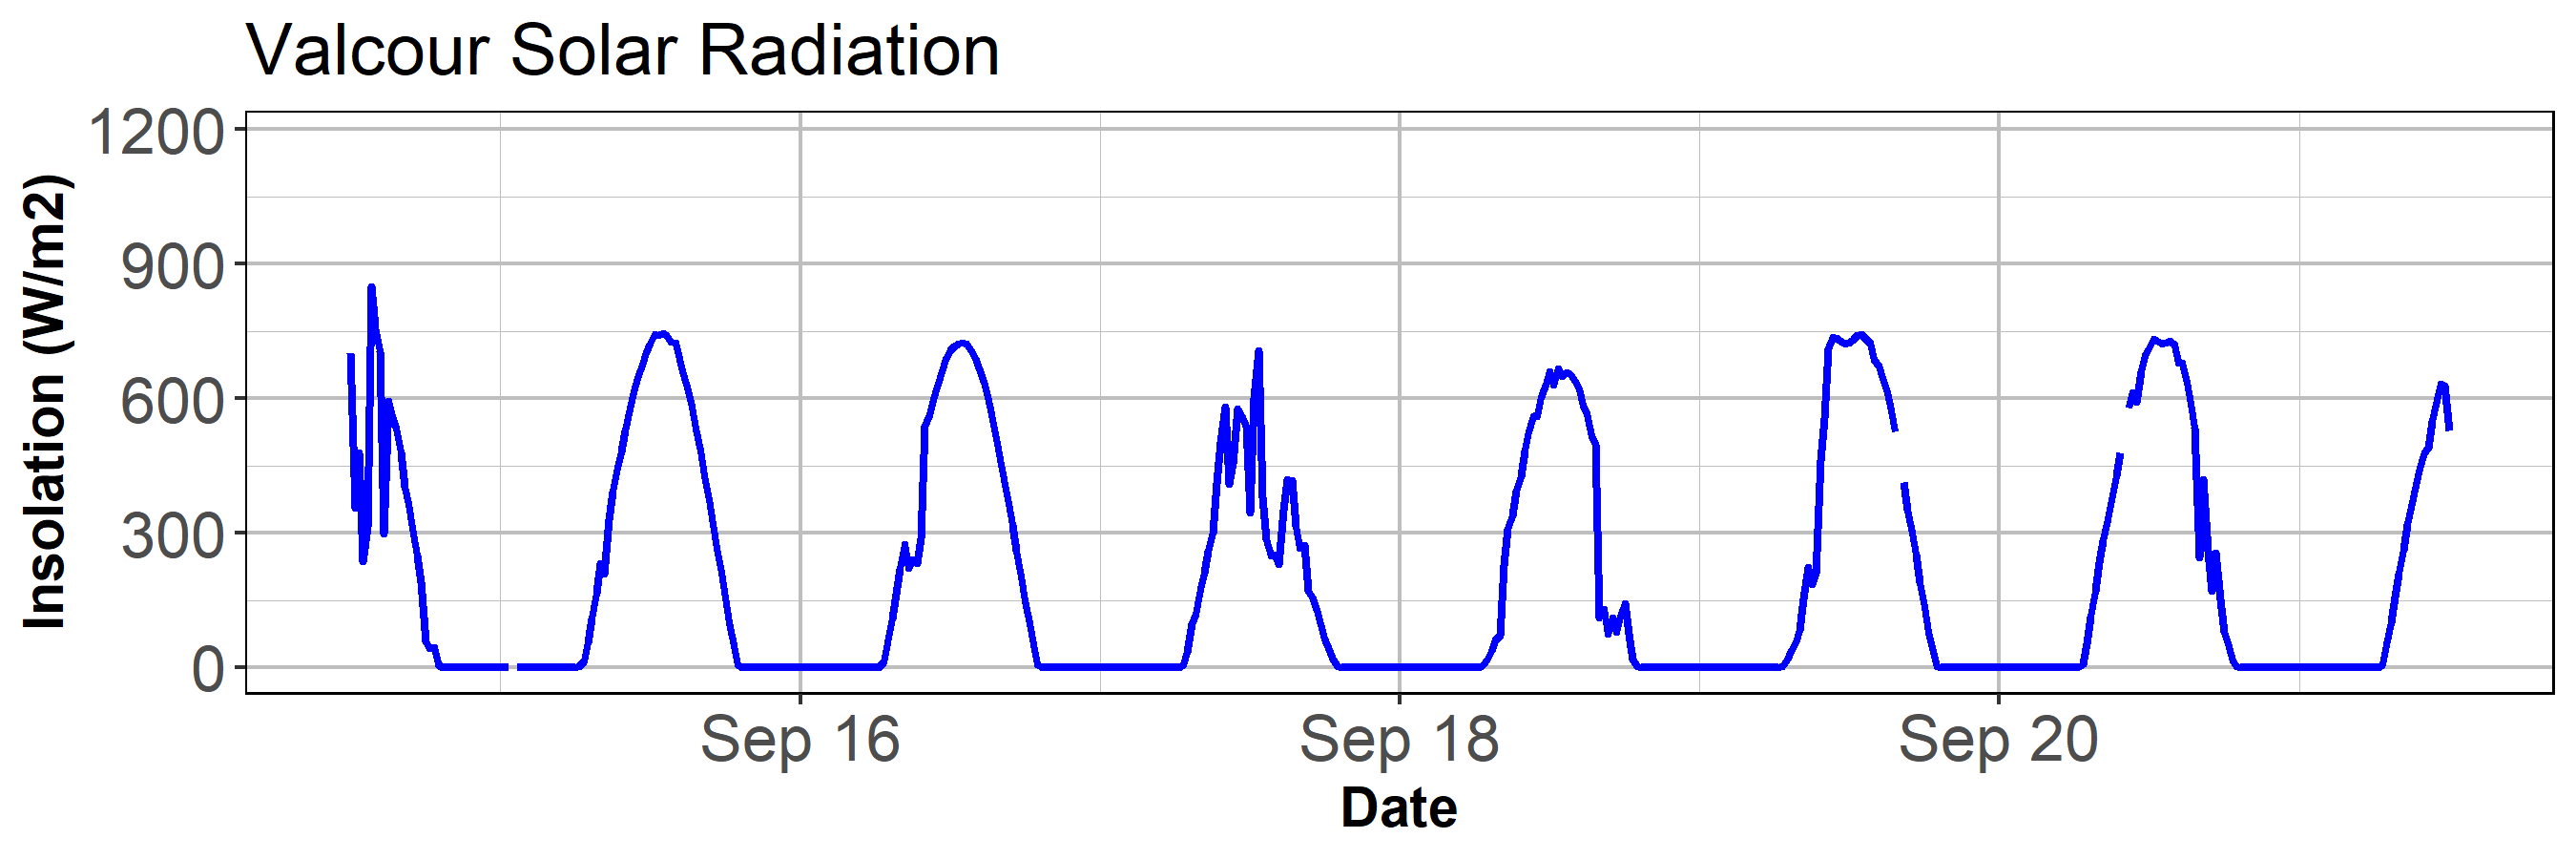 Valcour Solar Radiation
Insolation (W/m2)
1200
900
600
300
0
Sep 16 Sep 18 Sep 20
Date